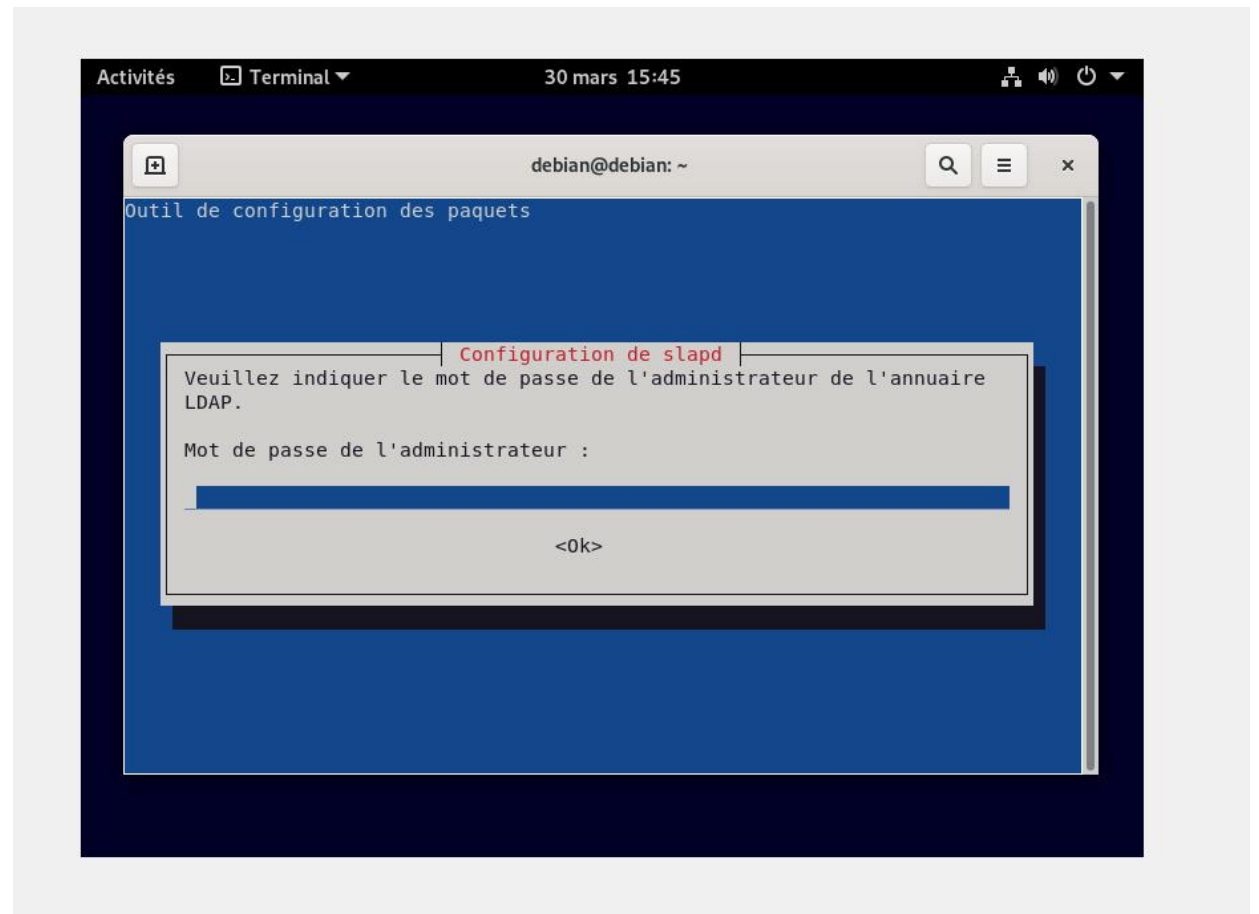 Activités Terminal 30 mars 15:45
debian@debian: ~
Outil de configuration des paquets
Configuration de slapd
Veuillez indiquer le mot de passe de l'administrateur de l'annuaire
LDAP.
Mot de passe de l'administrateur :
<Ok>